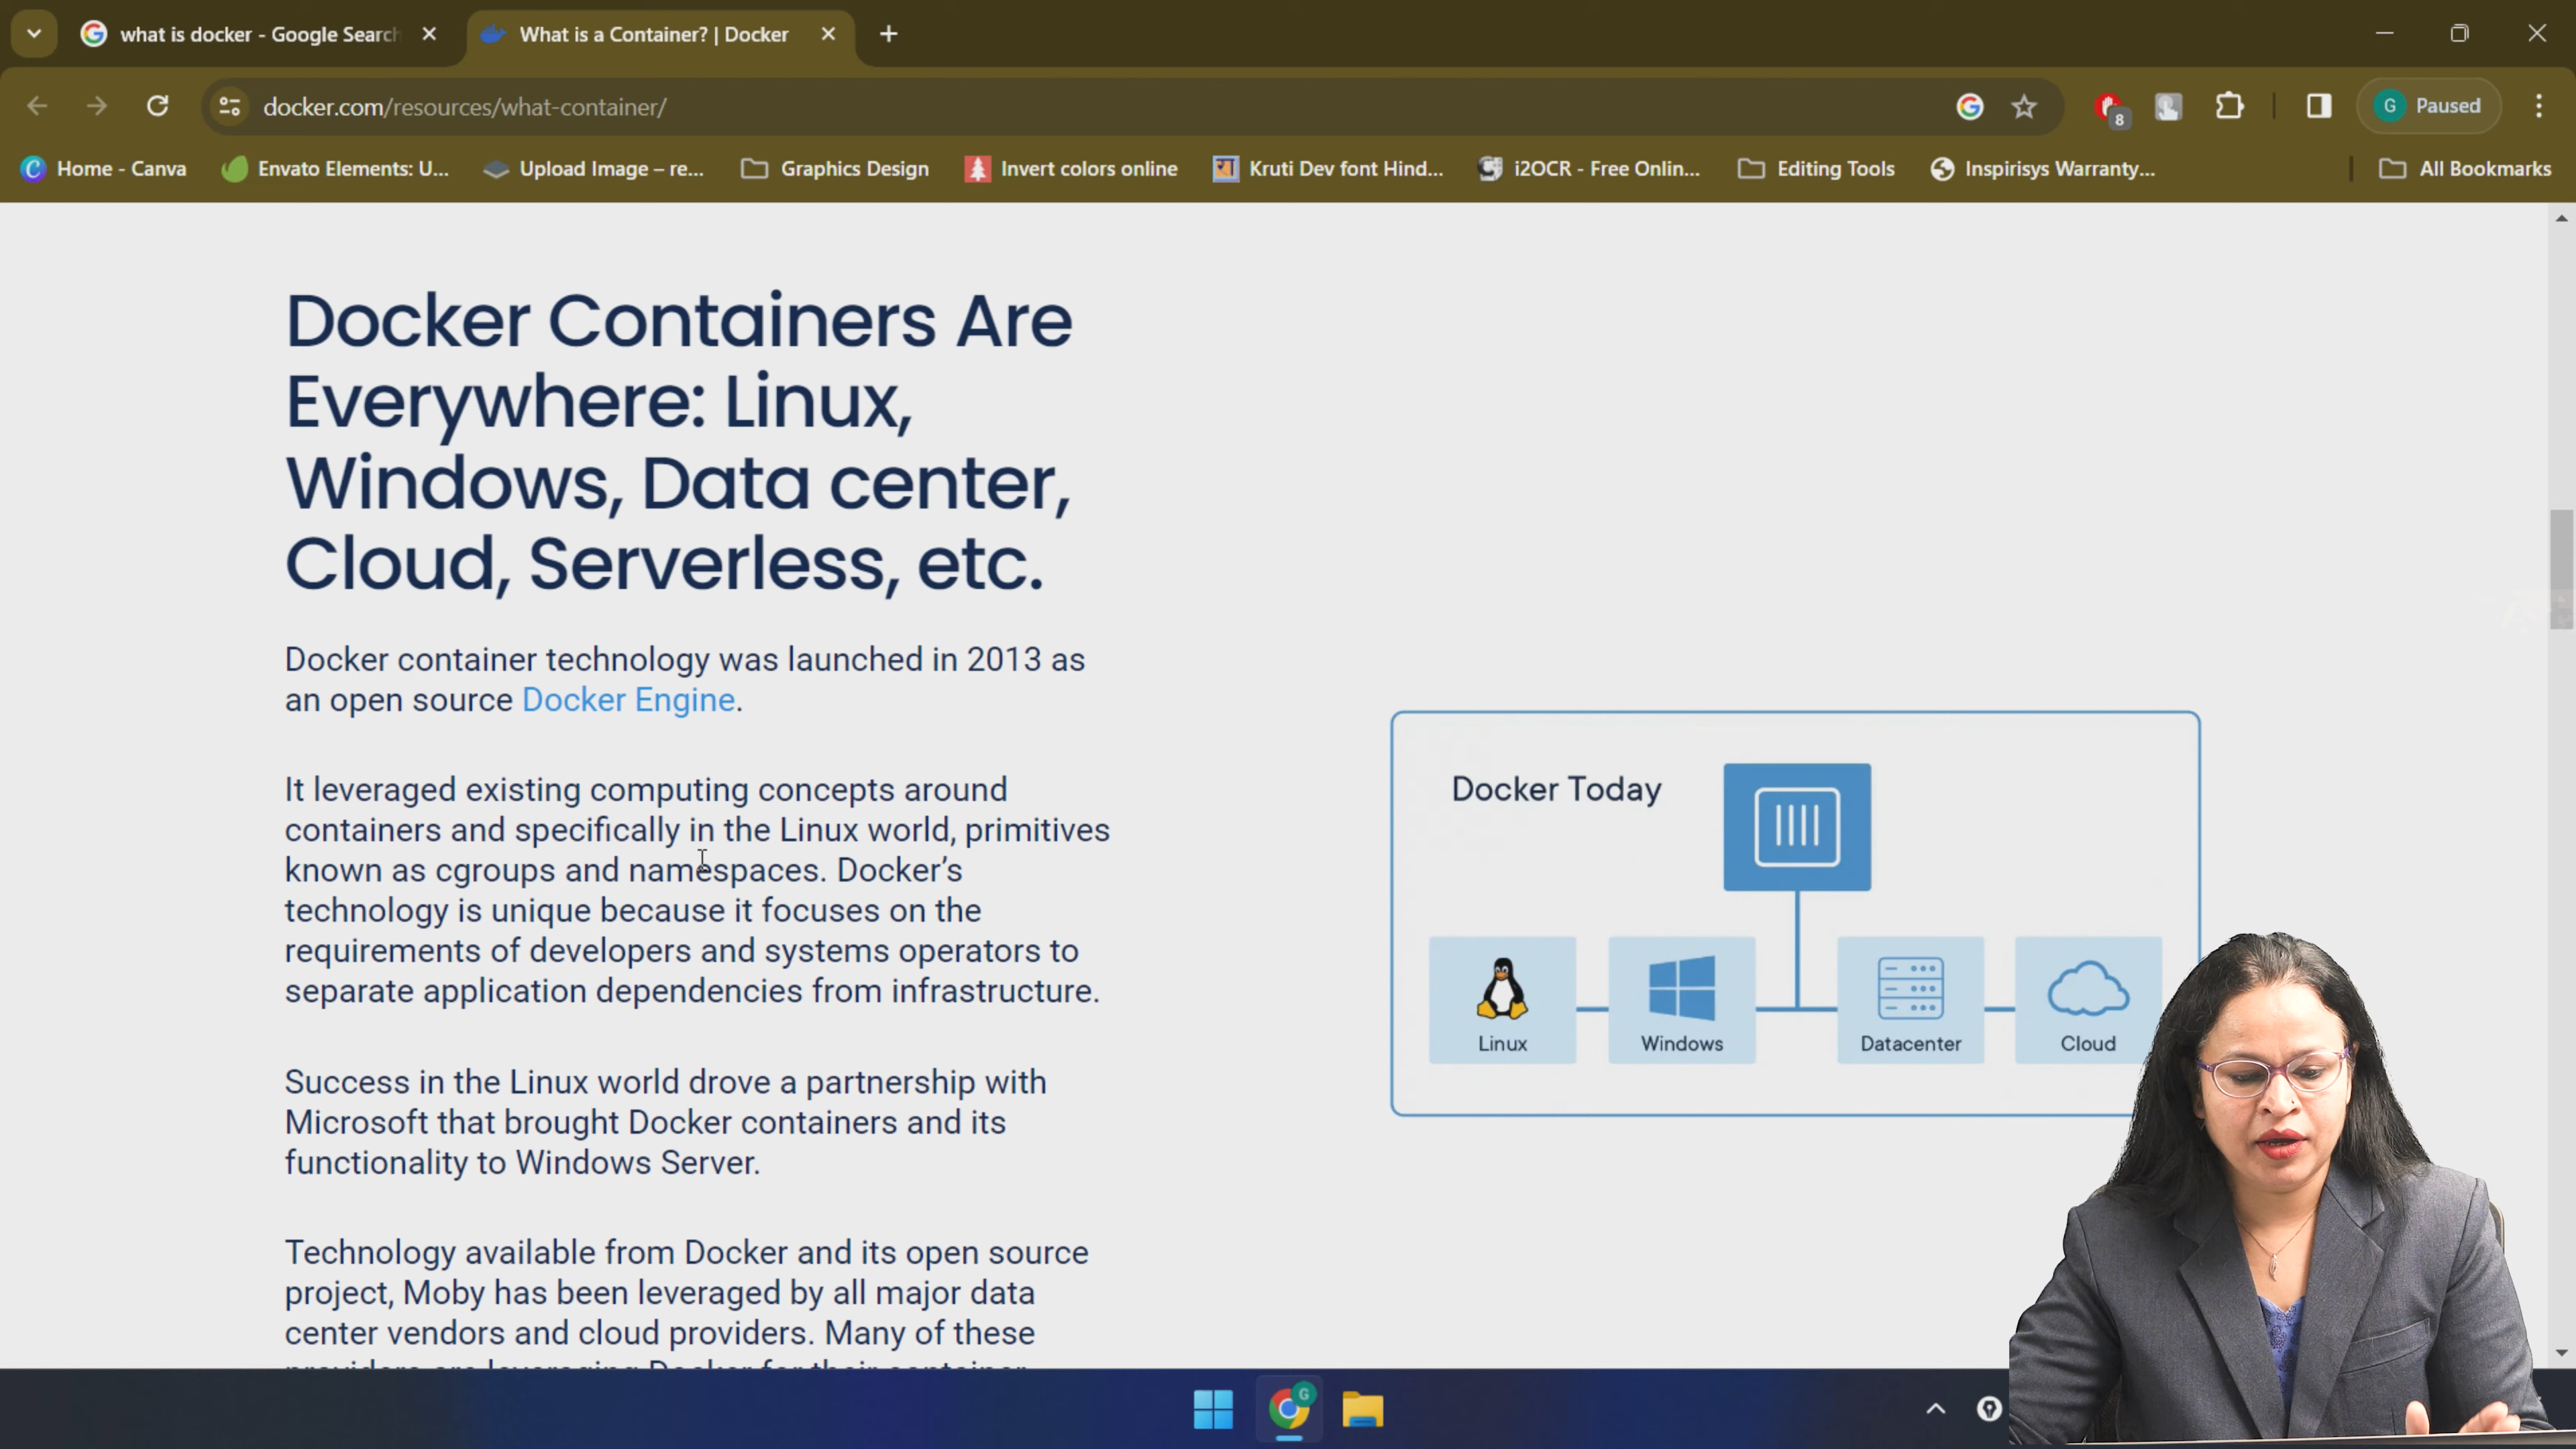 what is docker - Google Search
What is a Container? | Docker
docker.com/resources/what-container/
8
G
Paused
Home - Canva
Envato Elements: U...
Upload Image – re...
Graphics Design
Invert colors online
Kruti Dev font Hind...
i2OCR - Free Onlin...
Editing Tools
Inspirisys Warranty...
All Bookmarks
Docker Containers Are
Everywhere: Linux,
Windows, Data center,
Cloud, Serverless, etc.
Docker container technology was launched in 2013 as
an open source Docker Engine.
It leveraged existing computing concepts around
containers and specifically in the Linux world, primitives
known as cgroups and namespaces. Docker’s
technology is unique because it focuses on the
requirements of developers and systems operators to
separate application dependencies from infrastructure.
Success in the Linux world drove a partnership with
Microsoft that brought Docker containers and its
functionality to Windows Server.
Technology available from Docker and its open source
project, Moby has been leveraged by all major data
center vendors and cloud providers. Many of these
providers are leveraging Docker for their container
Docker Today
Linux
Windows
Datacenter
Cloud
G